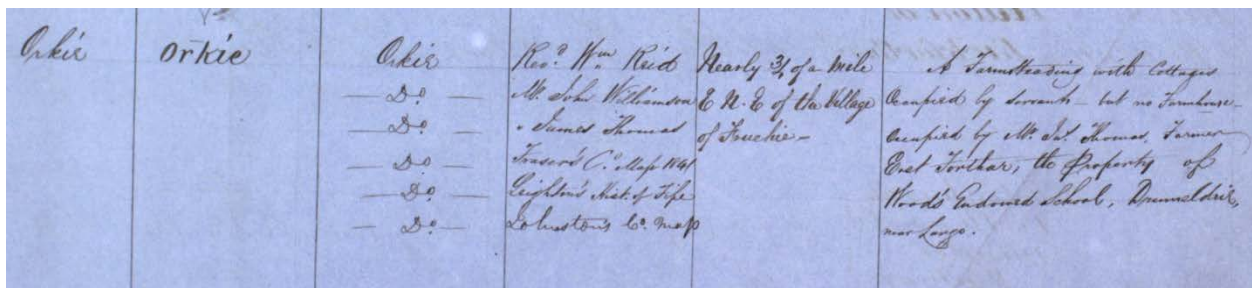 Orkie
Orkie
Orkie
— Do. —
— Do. —
— Do. —
— Do. —
— Do. —
Revd. Wm. Reid
Mr. John Williamson
" James Thomas
Fraser's Co. Map 1841
Leighton's Hist. of Fife
Johnston's Co. Map
Nearly 3/4 of a Mile
E. N. E of the Village
of Freuchie —
A Farmsteading with Cottages
Occupied by Servants — but no Farmhouse —
Occupied by Mr. Jas. Thomas, Farmer
East Forthar, the Property of
Wood's Endowed School, Drumeldrie,
near Largo.